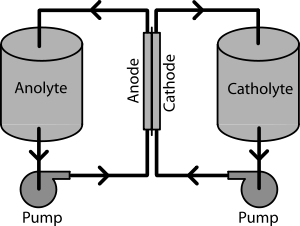 Anolyte
Anode
Cathode
Catholyte
Pump
Pump